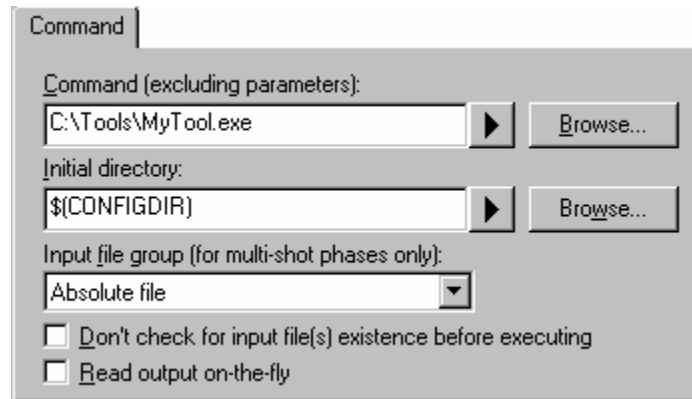 Command
Command (excluding parameters):
C:\Tools\MyTool.exe
Browse...
Initial directory:
$(CONFIGDIR)
Browse...
Input file group (for multi-shot phases only):
Absolute file
Don't check for input file(s) existence before executing
Read output on-the-fly